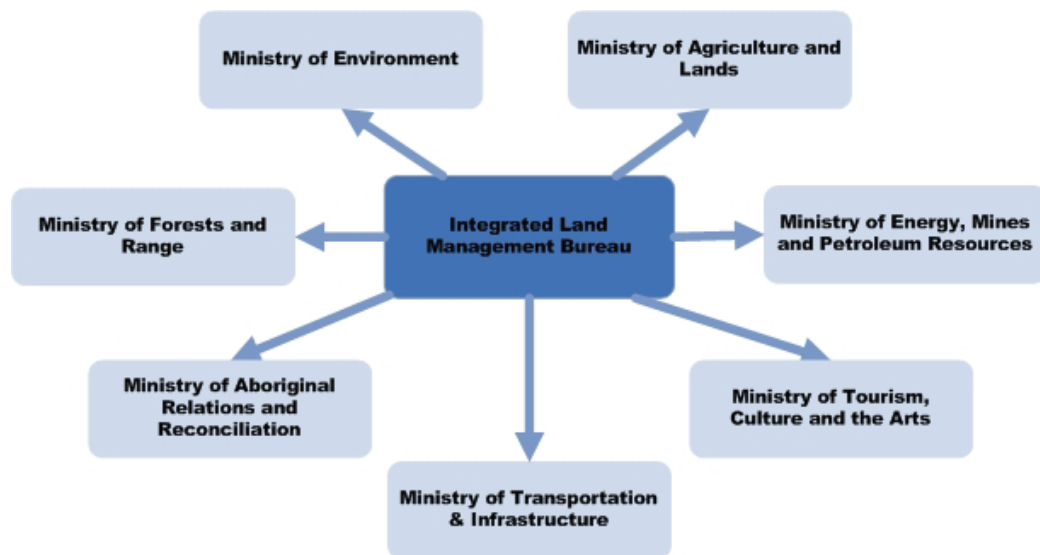 Ministry of Environment
Ministry of Agriculture and
Lands
Ministry of Forests and
Range
Integrated Land
Management Bureau
Ministry of Energy, Mines
and Petroleum Resources
Ministry of Aboriginal
Relations and
Reconciliation
Ministry of Tourism,
Culture and the Arts
Ministry of Transportation
& Infrastructure